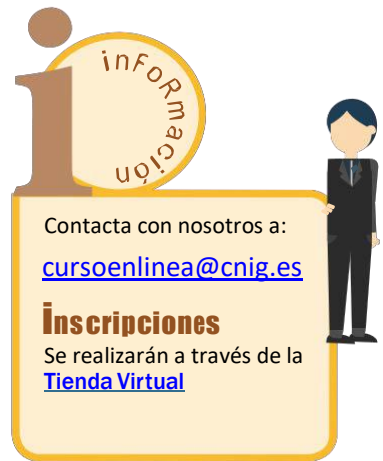 i
inFoRmación
Contacta con nosotros a:
cursoenlinea@cnig.es
inscripciones
Se realizarán a través de la
Tienda Virtual